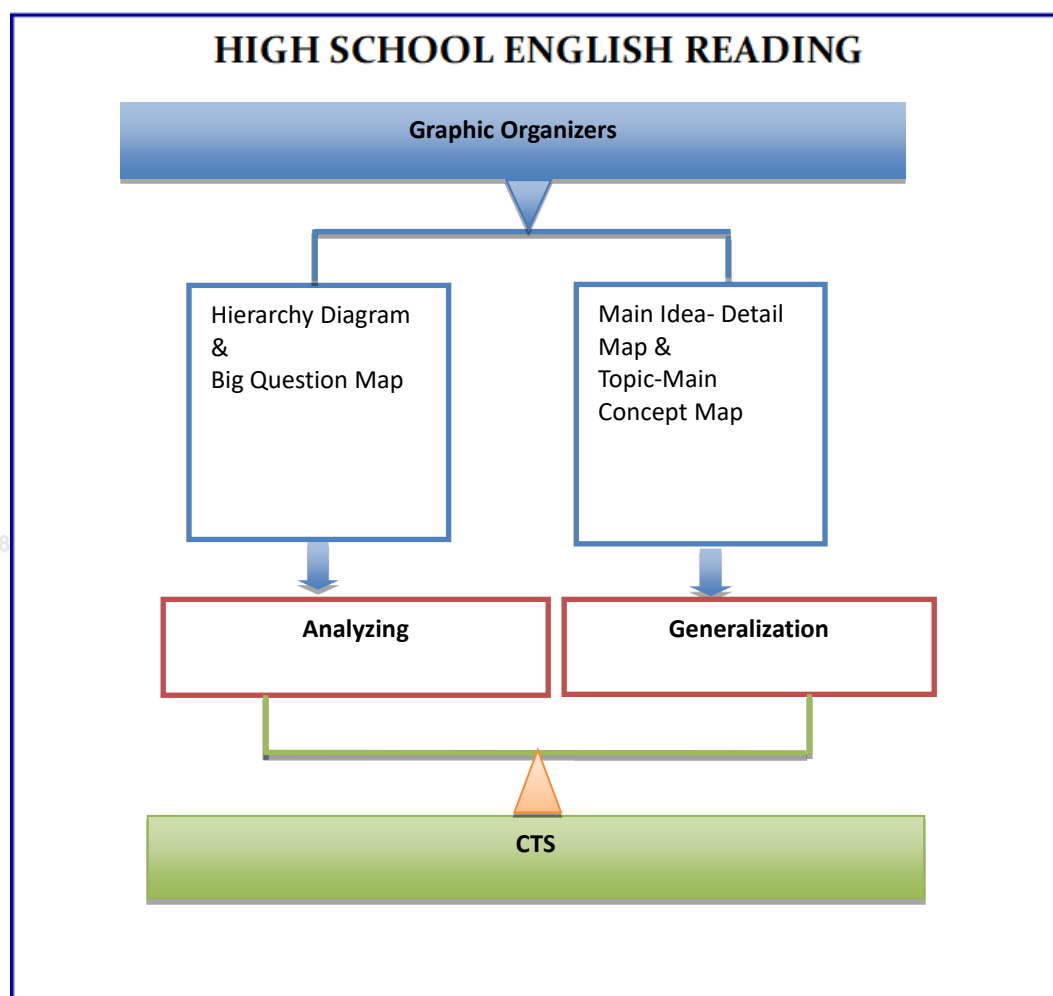 HIGH SCHOOL ENGLISH READING
Graphic Organizers
Hierarchy Diagram
&
Big Question Map
Main Idea- Detail
Map &
Topic-Main
Concept Map
8
Analyzing
Generalization
CTS